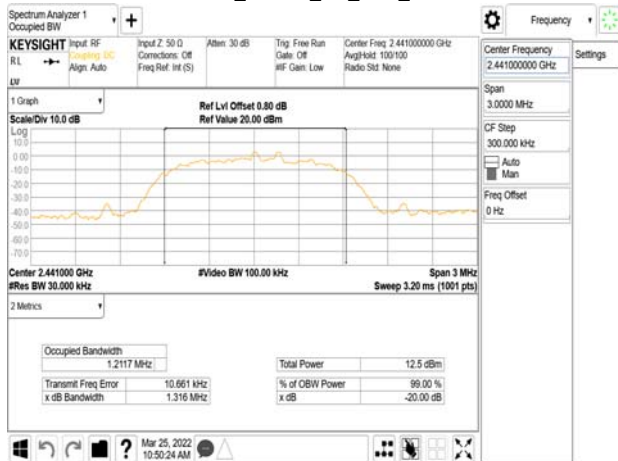 Spectrum Analyzer 1
Occupied BW
+
Frequency
KEYSIGHT
RL
Input: RF
Coupling: DC
Align: Auto
Input Z: 50 Ω
Corrections: Off
Freq Ref: Int (S)
Atten: 30 dB
Trig: Free Run
Gate: Off
#IF Gain: Low
Center Freq: 2.441000000 GHz
Avg|Hold: 100/100
Radio Std: None
Center Frequency
2.441000000 GHz
Settings
Span
3.0000 MHz
CF Step
300.000 kHz
Auto
Man
Freq Offset
0 Hz
1 Graph
Scale/Div 10.0 dB
Ref Lvl Offset 0.80 dB
Ref Value 20.00 dBm
Log
10.0
0.00
-10.0
-20.0
-30.0
-40.0
-50.0
-60.0
-70.0
Center 2.441000 GHz
#Res BW 30.000 kHz
#Video BW 100.00 kHz
Span 3 MHz
Sweep 3.20 ms (1001 pts)
2 Metrics
Occupied Bandwidth
1.2117 MHz
Total Power
12.5 dBm
Transmit Freq Error
10.661 kHz
% of OBW Power
99.00 %
x dB Bandwidth
1.316 MHz
x dB
-20.00 dB
?
Mar 25, 2022
10:50:24 AM